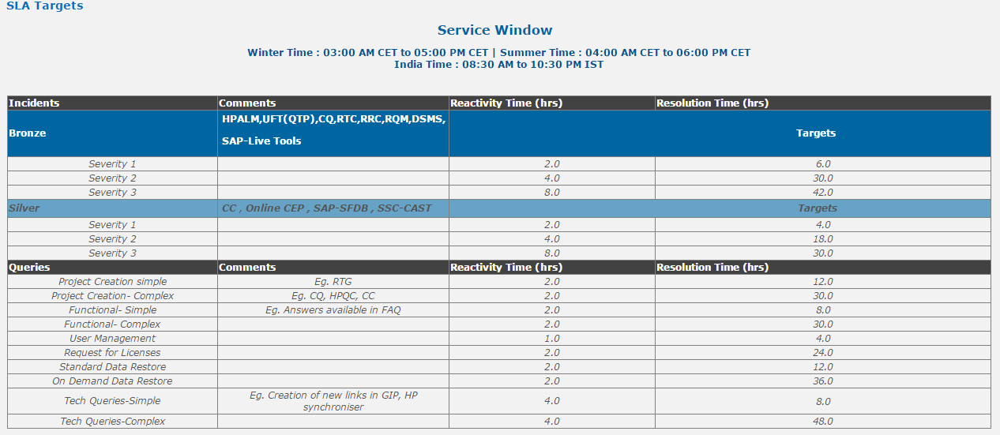 SLA Targets
Service Window
Winter Time : 03:00 AM CET to 05:00 PM CET | Summer Time : 04:00 AM CET to 06:00 PM CET
India Time : 08:30 AM to 10:30 PM IST
Incidents Comments Reactivity Time (hrs) Resolution Time (hrs)
HPALM,UFT(QTP),CQ,RTC,RRC,RQM,DSMS,
Bronze Targets
SAP-Live Tools
Severity 1 2.0 6.0
Severity 2 4.0 30.0
Severity 3 8.0 42.0
Silver CC , Online CEP , SAP-SFDB , SSC-CAST Targets
Severity 1 2.0 4.0
Severity 2 4.0 18.0
Severity 3 8.0 30.0
Queries Comments Reactivity Time (hrs) Resolution Time (hrs)
Project Creation simple Eg. RTG 2.0 12.0
Project Creation- Complex Eg. CQ, HPQC, CC 2.0 30.0
Functional- Simple Eg. Answers available in FAQ 2.0 8.0
Functional- Complex 2.0 30.0
User Management 1.0 4.0
Request for Licenses 2.0 24.0
Standard Data Restore 2.0 12.0
On Demand Data Restore 2.0 36.0
Eg. Creation of new links in GIP, HP
Tech Queries-Simple 4.0 8.0
synchroniser
Tech Queries-Complex 4.0 48.0